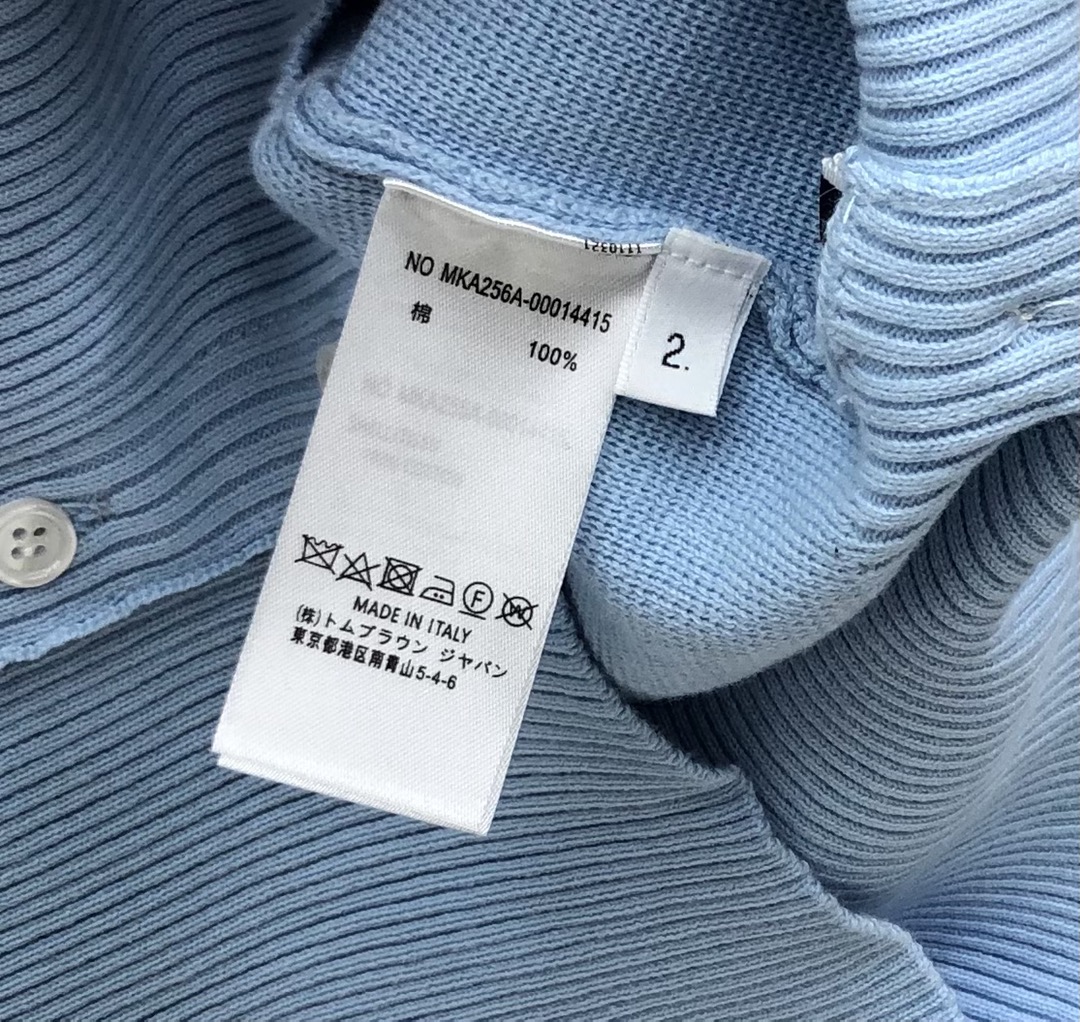 NO MKA256A-00014415
棉
100%
F
W
MADE IN ITALY
(株)トムブラウン ジャパン
東京都港区南青山5-4-6
2.